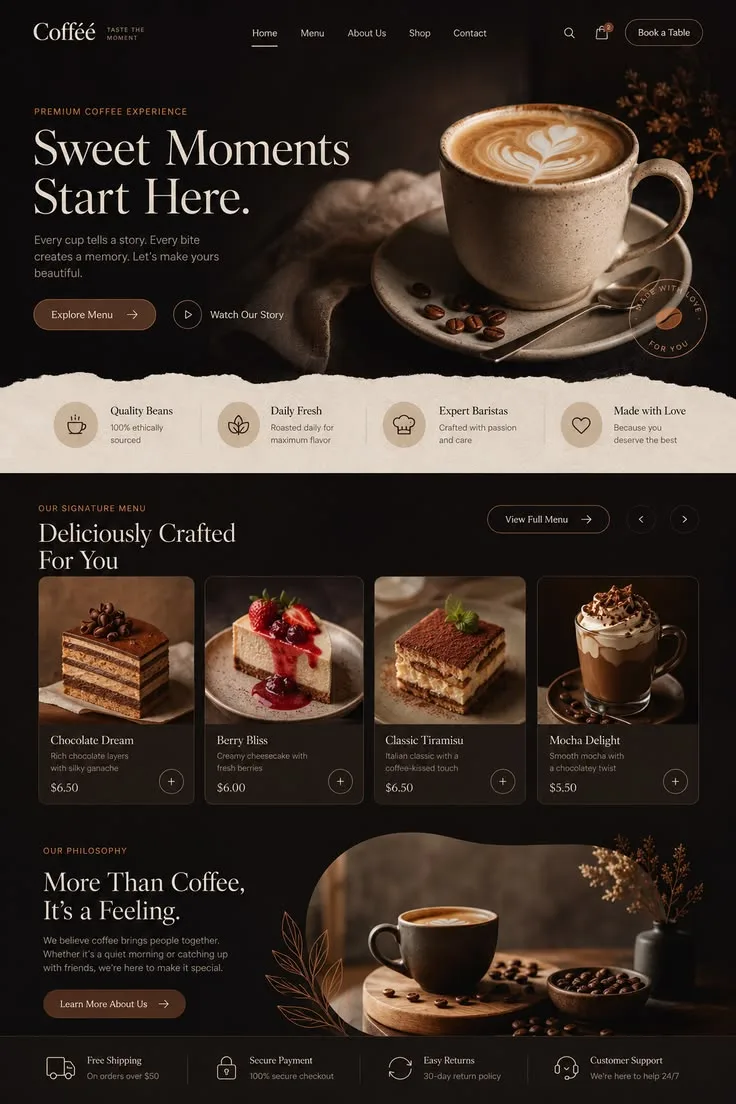 Cofféé
TASTE THE
MOMENT
Home
Menu
About Us
Shop
Contact
2
Book a Table
PREMIUM COFFEE EXPERIENCE
Sweet Moments
Start Here.
Every cup tells a story. Every bite
creates a memory. Let's make yours
beautiful.
Explore Menu
Watch Our Story
MADE WITH LOVE
FOR YOU
Quality Beans
100% ethically
sourced
Daily Fresh
Roasted daily for
maximum flavor
Expert Baristas
Crafted with passion
and care
Made with Love
Because you
deserve the best
OUR SIGNATURE MENU
Deliciously Crafted
For You
View Full Menu
Chocolate Dream
Rich chocolate layers
with silky ganache
$6.50
Berry Bliss
Creamy cheesecake with
fresh berries
$6.00
Classic Tiramisu
Italian classic with a
coffee-kissed touch
$6.50
Mocha Delight
Smooth mocha with
a chocolatey twist
$5.50
OUR PHILOSOPHY
More Than Coffee,
It's a Feeling.
We believe coffee brings people together.
Whether it's a quiet morning or catching up
with friends, we're here to make it special.
Learn More About Us
Free Shipping
On orders over $50
Secure Payment
100% secure checkout
Easy Returns
30-day return policy
Customer Support
We're here to help 24/7